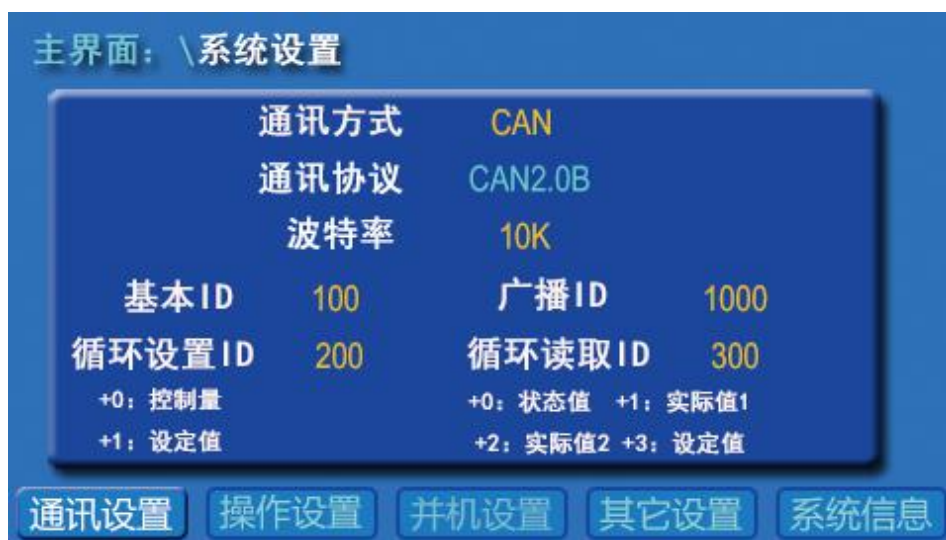 主界面：\系统设置
通讯方式 CAN
通讯协议 CAN2.0B
波特率 10K
基本ID 100 广播ID 1000
循环设置ID 200 循环读取ID 300
+0：控制量 +0：状态值 +1：实际值1
+1：设定值 +2：实际值2 +3：设定值
通讯设置 操作设置 并机设置 其它设置 系统信息